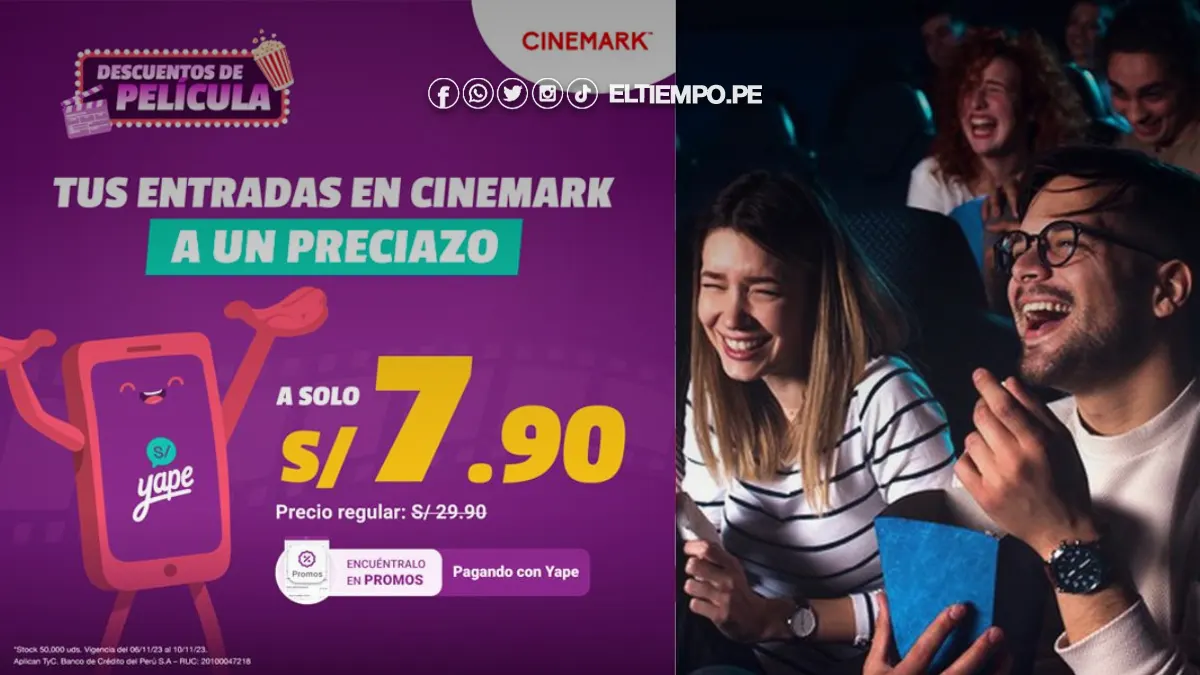 DESCUENTOS DE
PELÍCULA
CINEMARK
ELTIEMPO.PE
TUS ENTRADAS EN CINEMARK
A UN PRECIAZO
A SOLO
S/ 7.90
Precio regular: S/ 29.90
S/
yape
Promos
ENCUÉNTRALO
EN PROMOS
Pagando con Yape
*Stock 50,000 uds. Vigencia del 06/11/23 al 10/11/23.
Aplican TyC. Banco de Crédito del Perú S.A – RUC: 20100047218